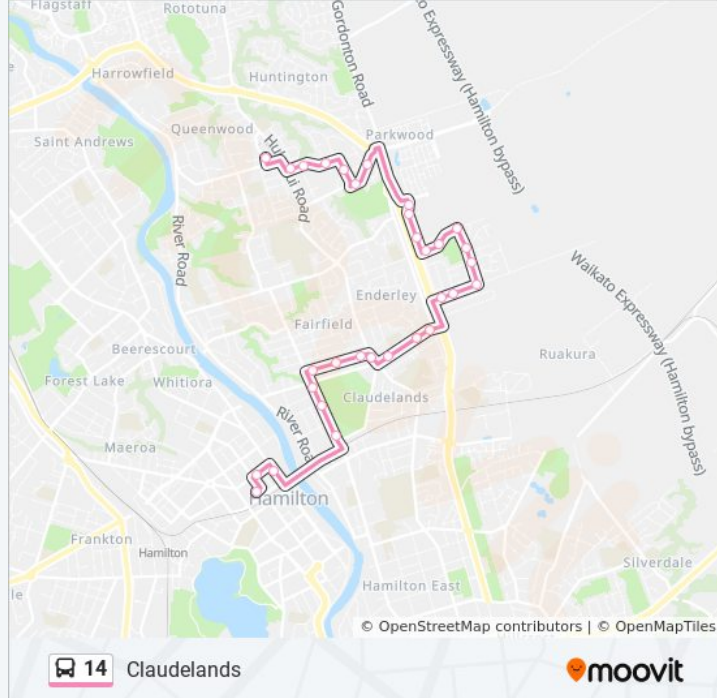 Flagstaff
Rototuna
Gordonton Road
Waikato Expressway (Hamilton bypass)
Harrowfield
Huntington
Queenwood
Parkwood
Saint Andrews
Hukanui Road
River Road
Enderley
Fairfield
Waikato Expressway (Hamilton bypass)
Beerescourt
Ruakura
Forest Lake
Whitiora
Claudelands
River Road
Maeroa
Hamilton
Frankton
Hamilton
Silverdale
Hamilton East
© OpenStreetMap contributors | © OpenMapTiles
14 Claudelands
moovit